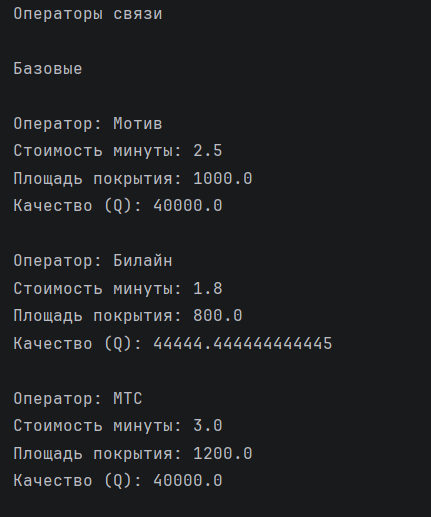 Операторы связи
Базовые
Оператор: Мотив
Стоимость минуты: 2.5
Площадь покрытия: 1000.0
Качество (Q): 40000.0
Оператор: Билайн
Стоимость минуты: 1.8
Площадь покрытия: 800.0
Качество (Q): 44444.444444444445
Оператор: МТС
Стоимость минуты: 3.0
Площадь покрытия: 1200.0
Качество (Q): 40000.0